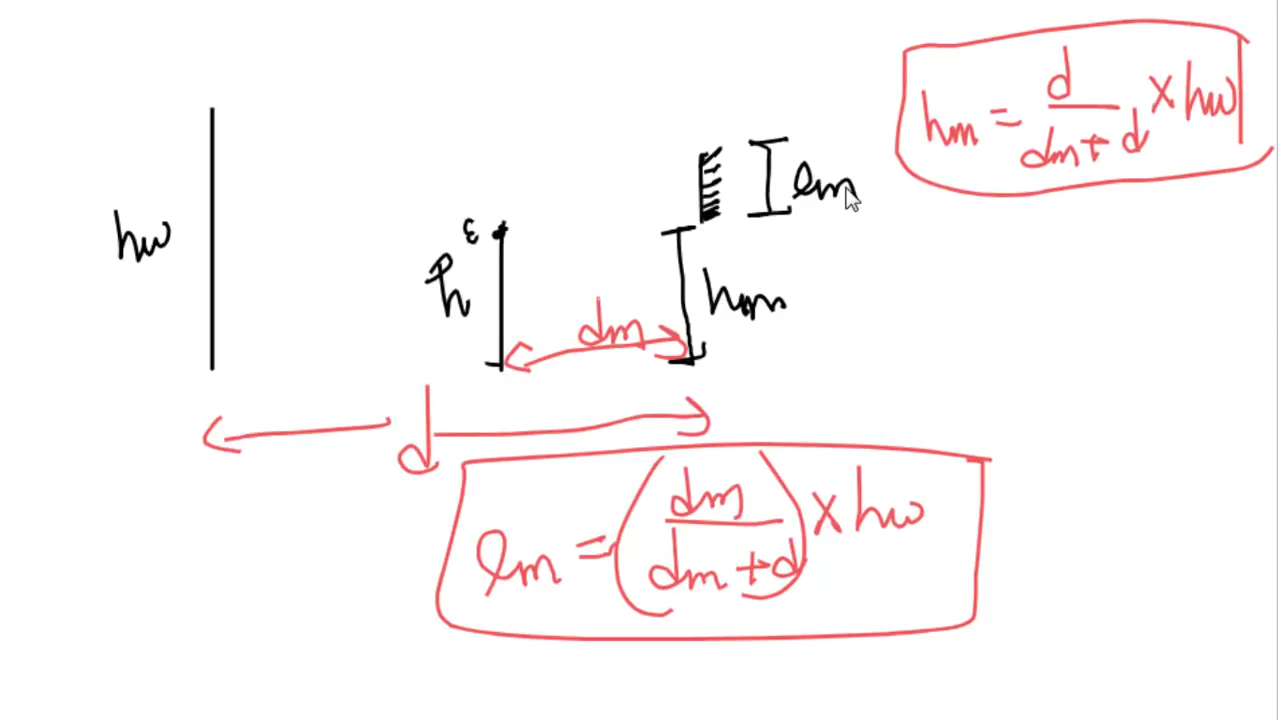 hm = d/(dm+d) × hw
lm
hw
ε
h
hm
dm
d
lm = (dm/(dm+d)) × hw